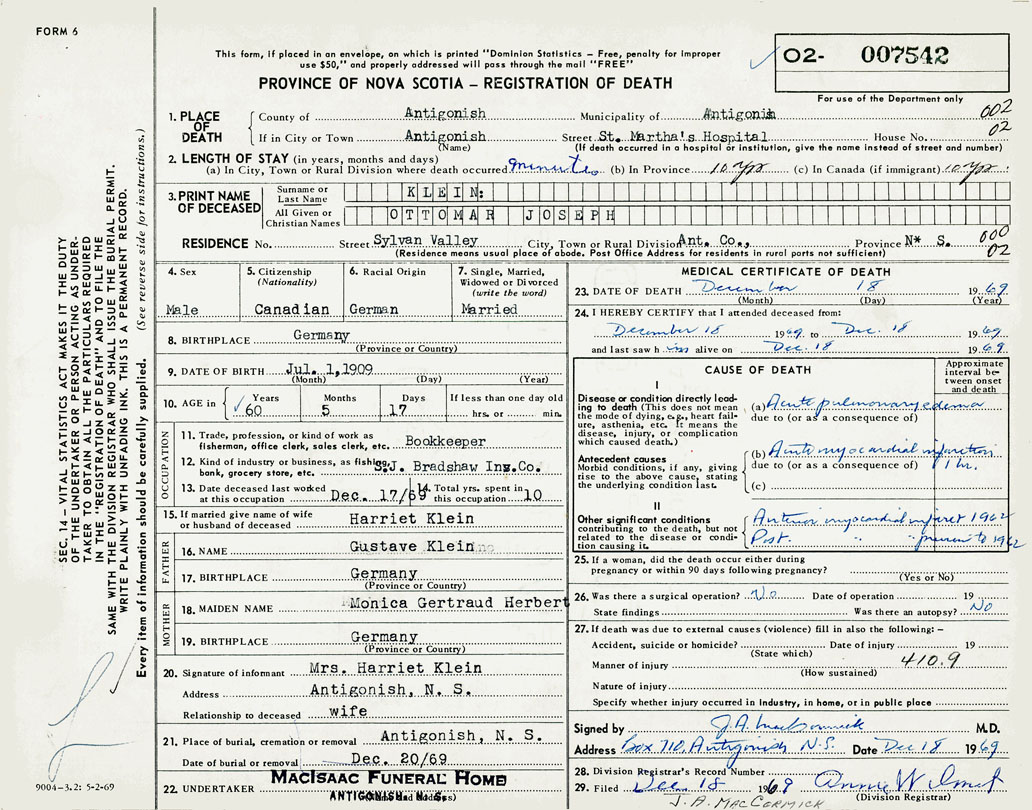 FORM 6
This form, if placed in an envelope, on which is printed "Dominion Statistics – Free, penalty for improper
use $50," and properly addressed will pass through the mail "FREE"
PROVINCE OF NOVA SCOTIA – REGISTRATION OF DEATH
02- 007542
For use of the Department only
002
02
1. PLACE OF DEATH
County of Antigonish Municipality of Antigonish
If in City or Town Antigonish Street St. Martha's Hospital House No.
(Name) (If death occurred in a hospital or institution, give the name instead of street and number)
2. LENGTH OF STAY (in years, months and days)
(a) In City, Town or Rural Division where death occurred minutes (b) In Province 10 yrs (c) In Canada (if immigrant) 10 yrs
3. PRINT NAME OF DECEASED
Surname or Last Name KLEIN:
All Given or Christian Names OTTOMAR JOSEPH
RESIDENCE No. Street Sylvan Valley City, Town or Rural Division Ant. Co., Province N* S.
000
02
(Residence means usual place of abode. Post Office Address for residents in rural parts not sufficient)
4. Sex
Male
5. Citizenship
(Nationality)
Canadian
6. Racial Origin
German
7. Single, Married,
Widowed or Divorced
(write the word)
Married
8. BIRTHPLACE Germany
(Province or Country)
9. DATE OF BIRTH Jul. 1,1909
(Month) (Day) (Year)
10. AGE in Years Months Days If less than one day old
60 5 17 hrs. or min.
OCCUPATION
11. Trade, profession, or kind of work as
fisherman, office clerk, sales clerk, etc. Bookkeeper
12. Kind of industry or business, as fishing,
bank, grocery store, etc. S.J. Bradshaw Ins.Co.
13. Date deceased last worked
at this occupation Dec. 17/69
14. Total yrs. spent in
this occupation 10
15. If married give name of wife
or husband of deceased Harriet Klein
FATHER
16. NAME Gustave Klein
17. BIRTHPLACE Germany
(Province or Country)
MOTHER
18. MAIDEN NAME Monica Gertraud Herbert
19. BIRTHPLACE Germany
(Province or Country)
20. Signature of informant Mrs. Harriet Klein
Address Antigonish, N. S.
Relationship to deceased wife
21. Place of burial, cremation or removal Antigonish, N. S.
Date of burial or removal Dec. 20/69
22. UNDERTAKER MACISAAC FUNERAL HOME
ANTIGONISH, N. S.
MEDICAL CERTIFICATE OF DEATH
23. DATE OF DEATH December 18 1969
(Month) (Day) (Year)
24. I HEREBY CERTIFY that I attended deceased from:
December 18 1969 to Dec. 18 1969
and last saw h im alive on Dec. 18 1969
CAUSE OF DEATH
Approximate
interval be-
tween onset
and death
I
Disease or condition directly lead-
ing to death (This does not mean
the mode of dying, e.g., heart fail-
ure, asthenia, etc. It means the
disease, injury, or complication
which caused death.)
(a) Acute pulmonary edema
due to (or as a consequence of)
Antecedent causes
Morbid conditions, if any, giving
rise to the above cause, stating
the underlying condition last.
(b) Acute myocardial infarction
due to (or as a consequence of) 1 hr.
(c)
II
Other significant conditions
contributing to the death, but not
related to the disease or condi-
tion causing it.
Anterior myocardial infarct 1962
Post. " " previous to 1962
25. If a woman, did the death occur either during
pregnancy or within 90 days following pregnancy?
(Yes or No)
26. Was there a surgical operation? No Date of operation 19
State findings Was there an autopsy? No
27. If death was due to external causes (violence) fill in also the following: –
Accident, suicide or homicide? Date of injury 19
(State which)
Manner of injury 410.9
(How sustained)
Nature of injury
Specify whether injury occurred in Industry, in home, or in public place
Signed by J.A. MacCormick M.D.
Address Box 710, Antigonish N.S. Date Dec 18 1969
28. Division Registrar's Record Number
29. Filed Dec. 18 1969
(Division Registrar)
J. A. MACCORMICK
SEC. 14 – VITAL STATISTICS ACT MAKES IT THE DUTY
OF THE UNDERTAKER OR PERSON ACTING AS UNDER-
TAKER TO OBTAIN ALL THE PARTICULARS REQUIRED
IN THE "REGISTRATION OF DEATH" AND TO FILE THE
SAME WITH THE DIVISION REGISTRAR WHO SHALL ISSUE THE BURIAL PERMIT.
WRITE PLAINLY WITH UNFADING INK. THIS IS A PERMANENT RECORD.
Every item of information should be carefully supplied. (See reverse side for instructions.)
9004-3.2: 5-2-69